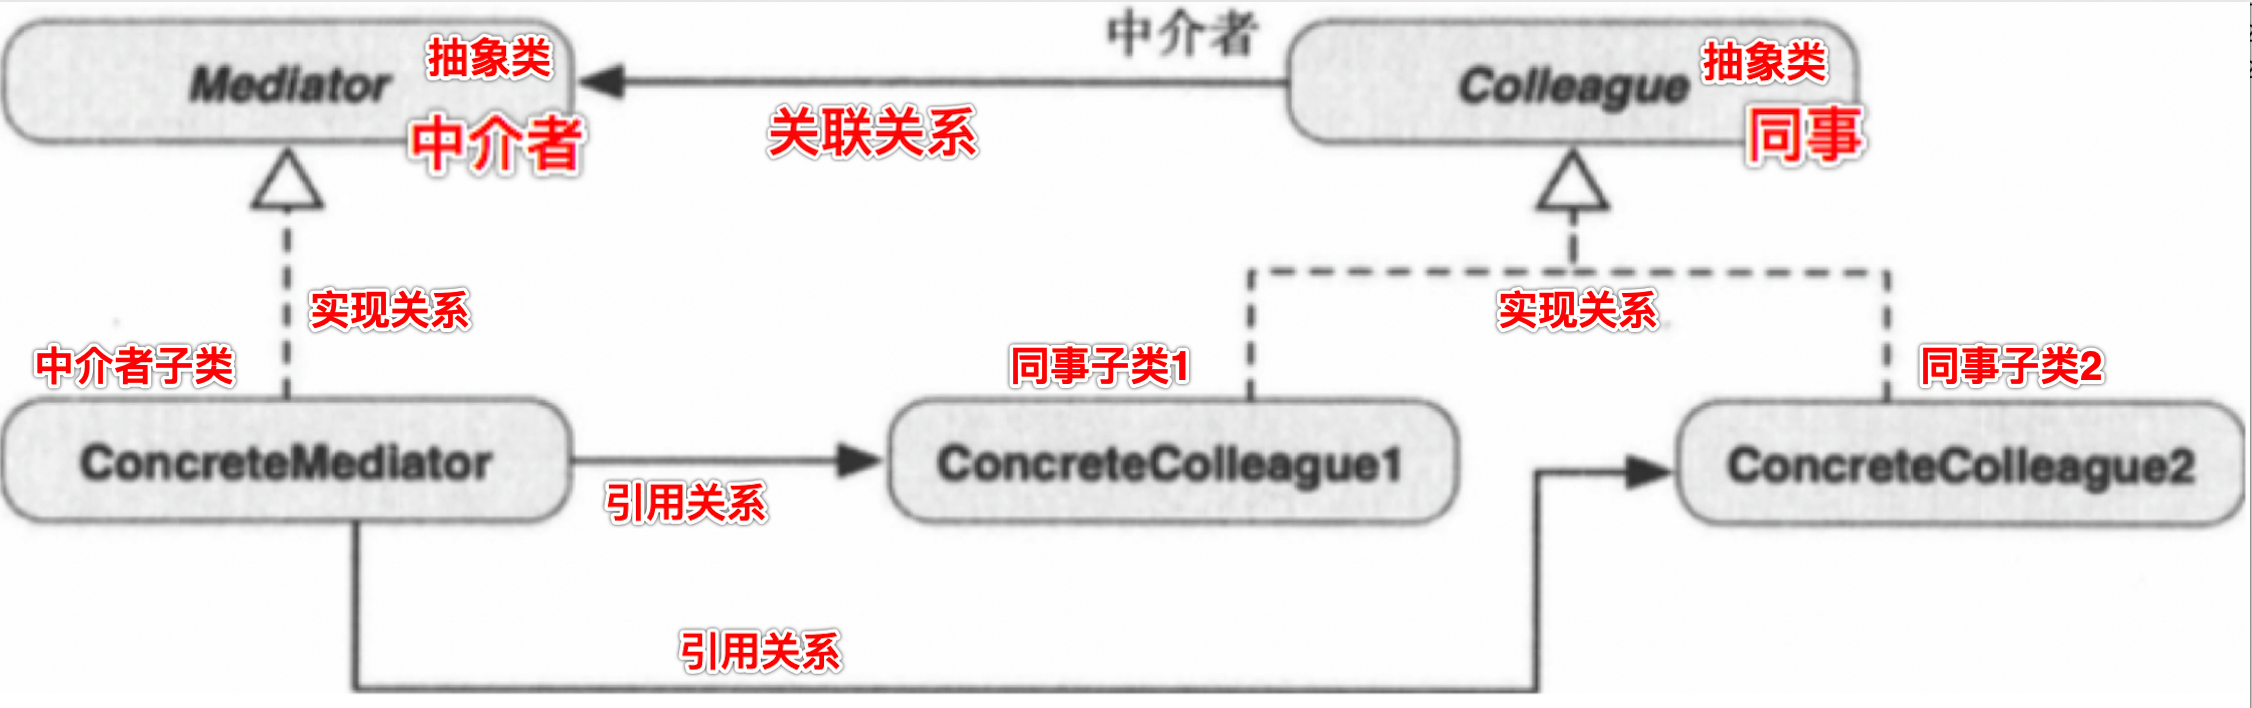 中介者
Mediator
抽象类
中介者
关联关系
Colleague
抽象类
同事
实现关系
实现关系
中介者子类
同事子类1
同事子类2
ConcreteMediator
引用关系
ConcreteColleague1
ConcreteColleague2
引用关系